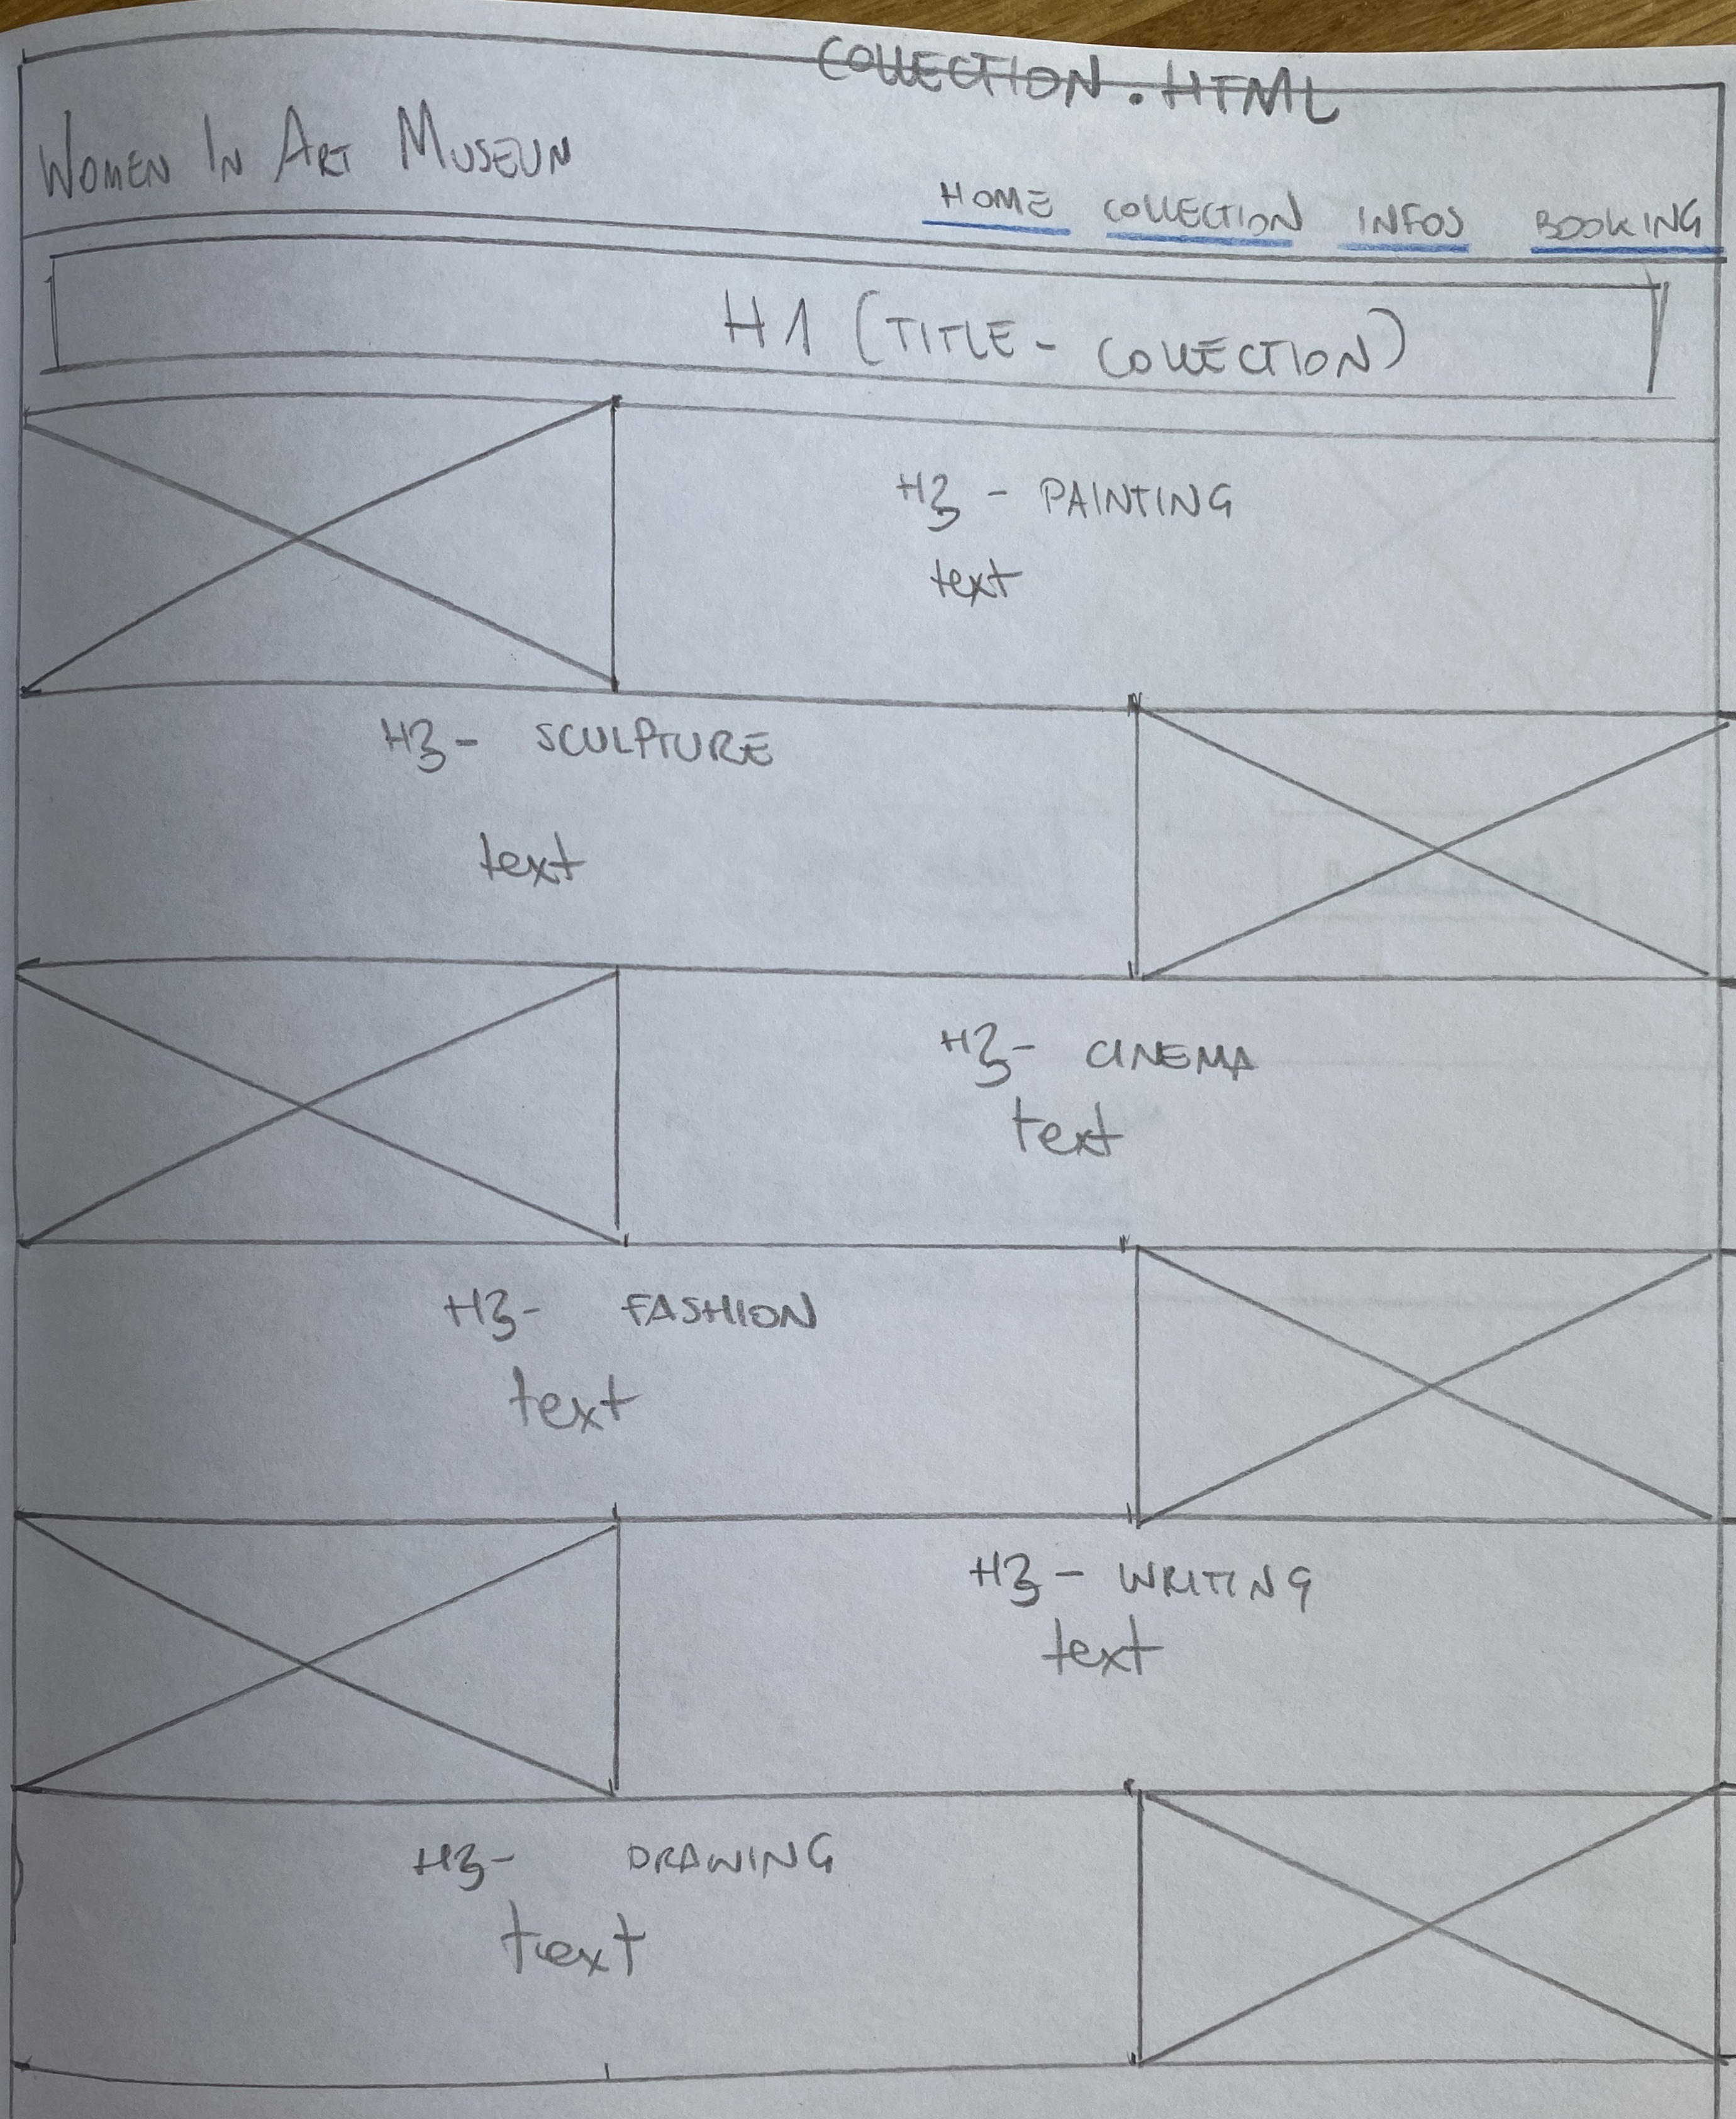 COLLECTION.HTML
WOMEN IN ART MUSEUM
HOME COLLECTION INFOS BOOKING
H1 (TITLE - COLLECTION)
H3 - PAINTING
text
H3 - SCULPTURE
text
H3 - CINEMA
text
H3 - FASHION
text
H3 - WRITING
text
H3 - DRAWING
text